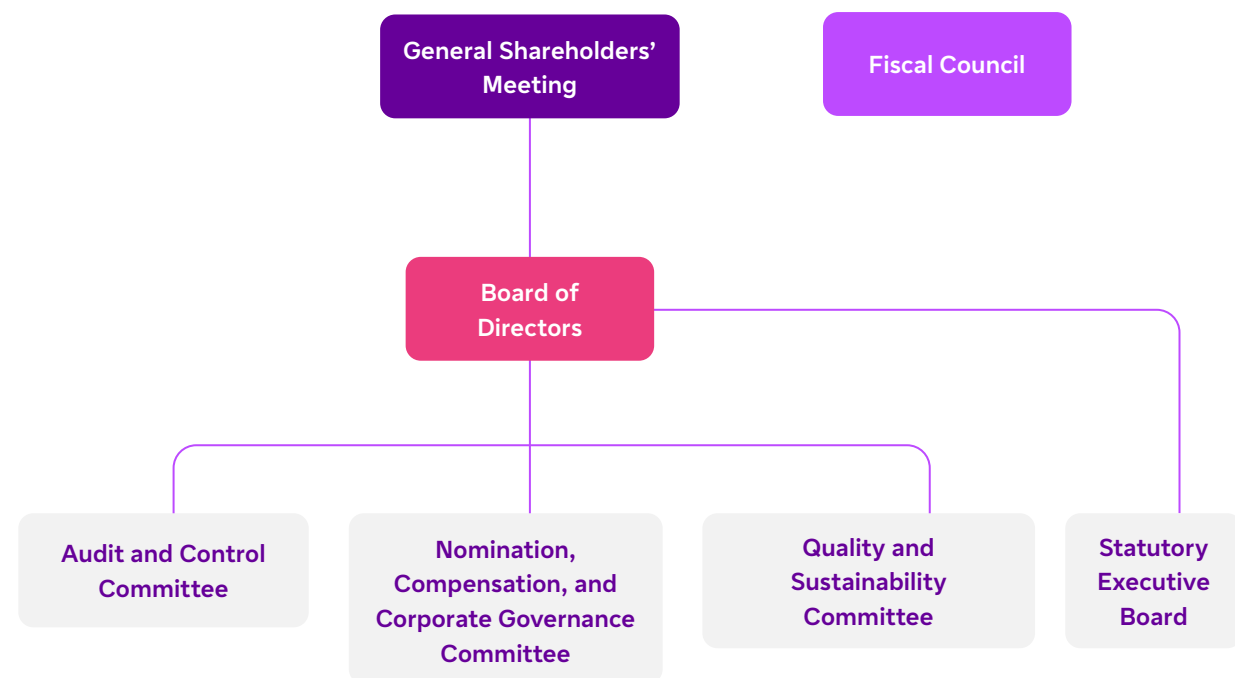 General Shareholders’
Meeting
Fiscal Council
Board of
Directors
Audit and Control
Committee
Nomination,
Compensation, and
Corporate Governance
Committee
Quality and
Sustainability
Committee
Statutory
Executive
Board